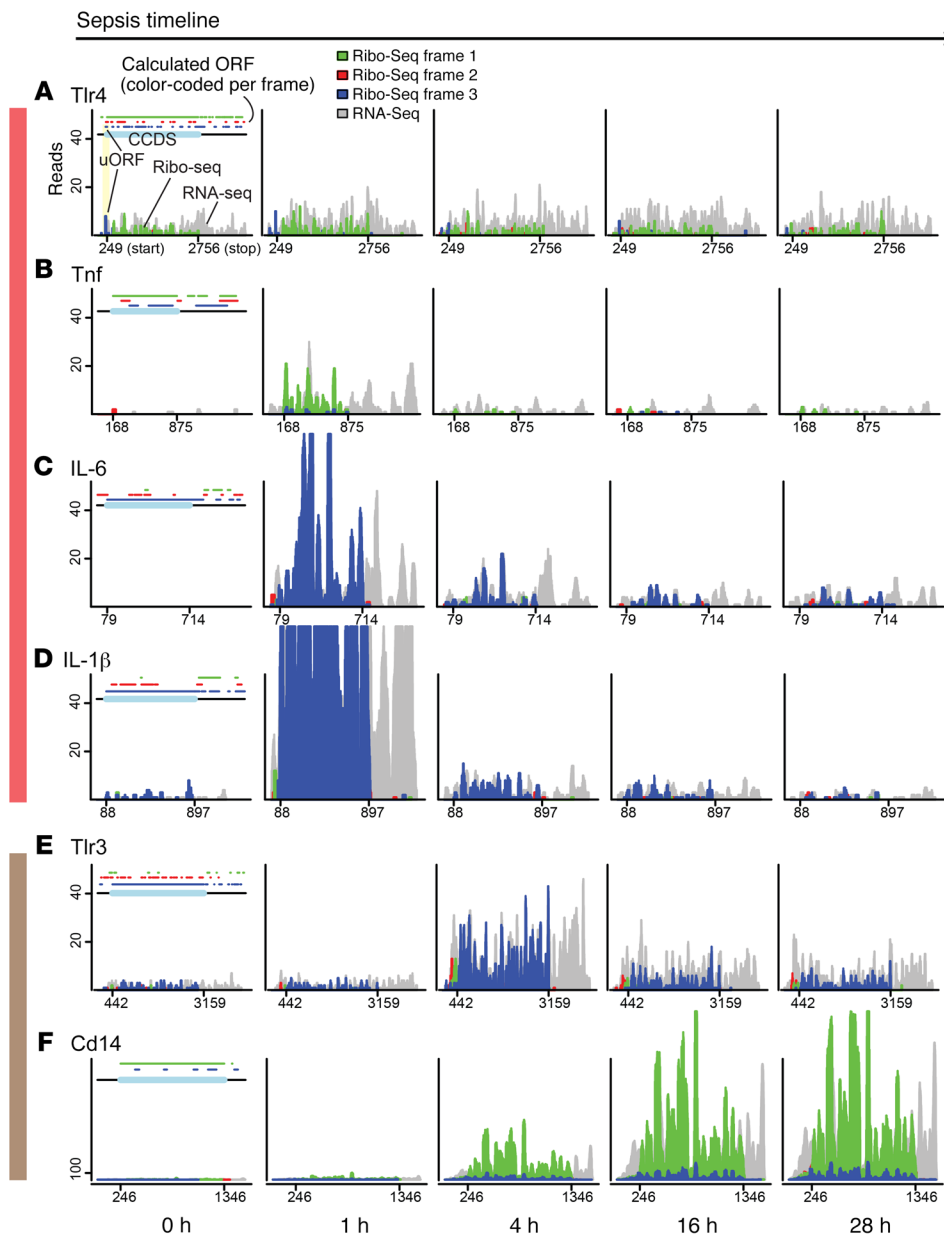 Sepsis timeline
Calculated ORF
(color-coded per frame)
Ribo-Seq frame 1
Ribo-Seq frame 2
Ribo-Seq frame 3
RNA-Seq
A Tlr4
Reads
40
20
CCDS
uORF
Ribo-seq
RNA-seq
249 (start) 2756 (stop)
249 2756
2756
249 2756
2756
B Tnf
40
20
168 875
168 875
168 875
168 875
168 875
C IL-6
40
20
79 714
79 714
79 714
79 714
79 714
D IL-1β
40
20
88 897
88 897
88 897
88 897
88 897
E Tlr3
40
20
442 3159
442 3159
442 3159
442 3159
442 3159
F Cd14
100
246 1346
246 1346
246 1346
246 1346
246 1346
0 h 1 h 4 h 16 h 28 h